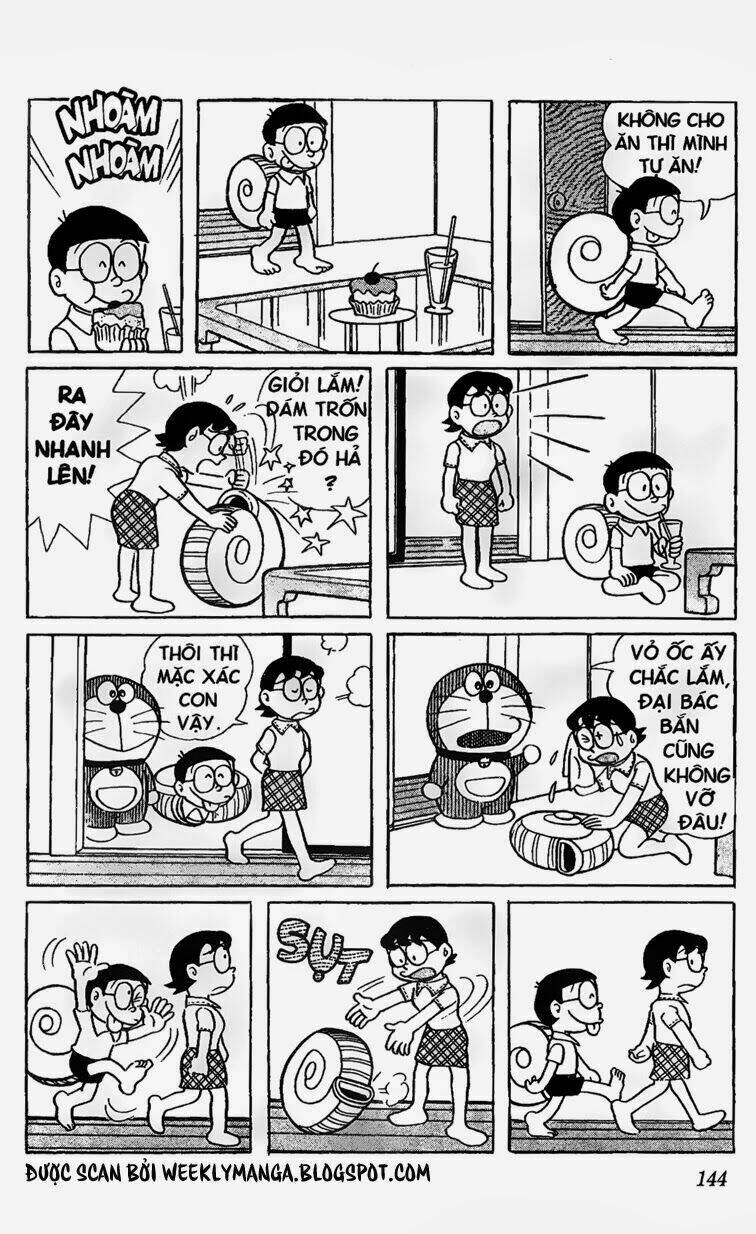 KHÔNG CHO
ĂN THÌ MÌNH
TỰ ĂN!
NHOÀM
NHOÀM
GIỎI LẮM!
DÁM TRỐN
TRONG
ĐÓ HẢ
?
RA
ĐÂY
NHANH
LÊN!
VỎ ỐC ẤY
CHẮC LẮM,
ĐẠI BÁC
BẮN
CŨNG
KHÔNG
VỠ
ĐÂU!
THÔI THÌ
MẶC XÁC
CON
VẬY.
SỤT
ĐƯỢC SCAN BỞI WEEKLYMANGA.BLOGSPOT.COM
144